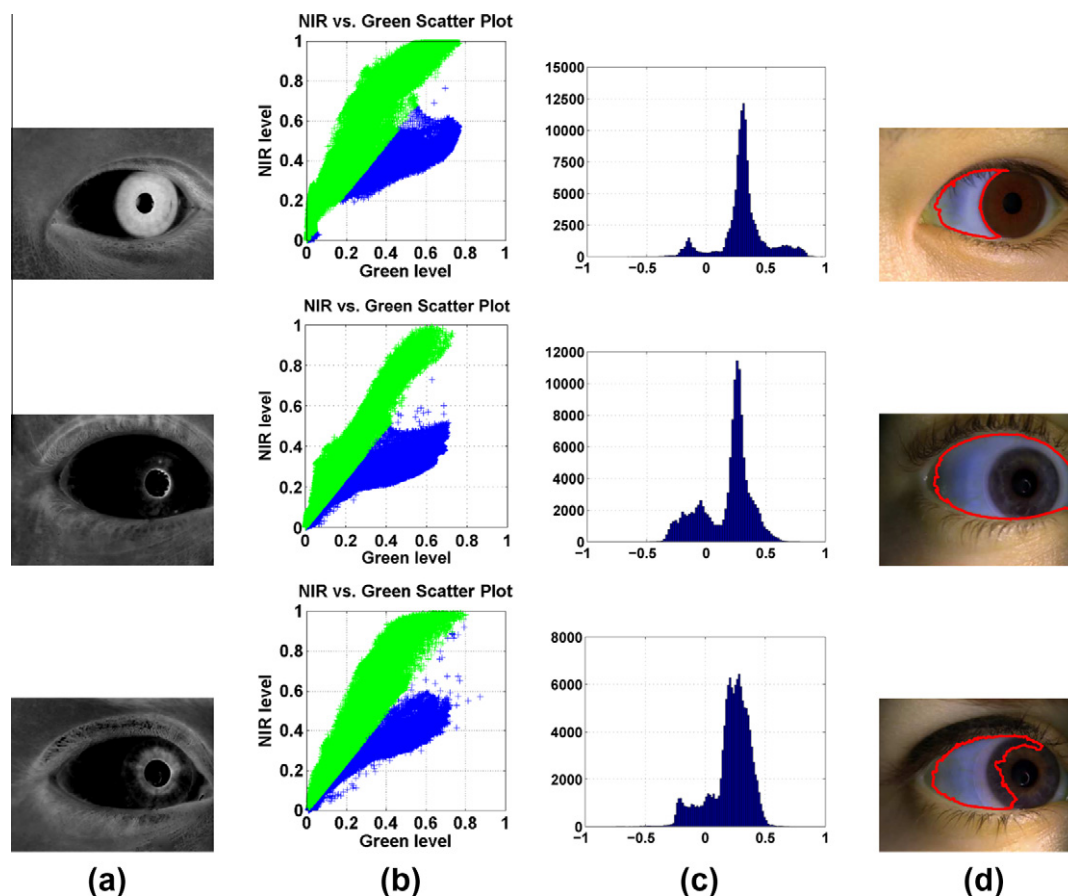 NIR vs. Green Scatter Plot
1
0.8
0.6
0.4
0.2
0
0 0.2 0.4 0.6 0.8 1
NIR level
Green level
15000
12500
10000
7500
5000
2500
0
−1 −0.5 0 0.5 1
NIR vs. Green Scatter Plot
1
0.8
0.6
0.4
0.2
0
0 0.2 0.4 0.6 0.8 1
NIR level
Green level
12000
10000
8000
6000
4000
2000
0
−1 −0.5 0 0.5 1
NIR vs. Green Scatter Plot
1
0.8
0.6
0.4
0.2
0
0 0.2 0.4 0.6 0.8 1
NIR level
Green level
8000
6000
4000
2000
0
−1 −0.5 0 0.5 1
(a) (b) (c) (d)